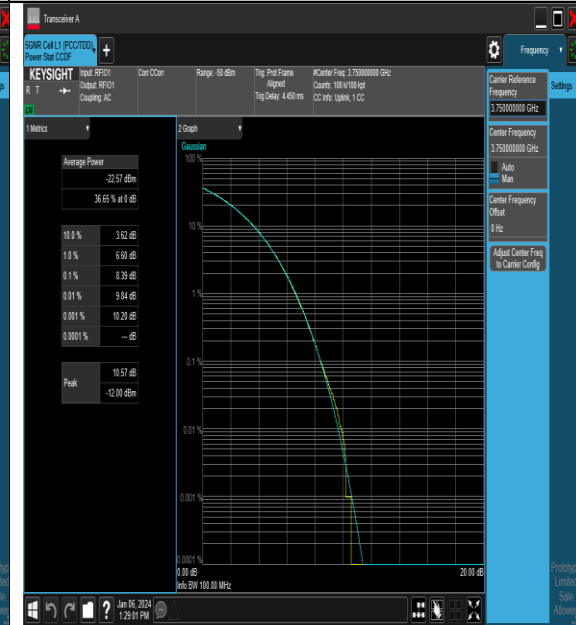 Transceiver A
5GNR Cell L1 (PCC/TDD),
Power Stat CCDF
Frequency
KEYSIGHT
R T
Input: RFIO1
Output: RFIO1
Coupling: AC
Corr CCorr
Range: -50 dBm
Trig: Prot Frame
Aligned
Trig Delay: 4.450 ms
#Center Freq: 3.750000000 GHz
Counts: 100 k/100 kpt
CC Info: Uplink, 1 CC
Carrier Reference
Frequency
3.750000000 GHz
Settings
1 Metrics
2 Graph
Center Frequency
3.750000000 GHz
Auto
Man
Center Frequency
Offset
0 Hz
Adjust Center Freq
to Carrier Config
Average Power
-22.57 dBm
36.65 % at 0 dB
10.0 % 3.62 dB
1.0 % 6.60 dB
0.1 % 8.39 dB
0.01 % 9.84 dB
0.001 % 10.20 dB
0.0001 % --- dB
Peak
10.57 dB
-12.00 dBm
Gaussian
100 %
10 %
1 %
0.1 %
0.01 %
0.001 %
0.0001 %
0.00 dB
20.00 dB
Info BW 100.00 MHz
Jan 06, 2024
1:29:01 PM